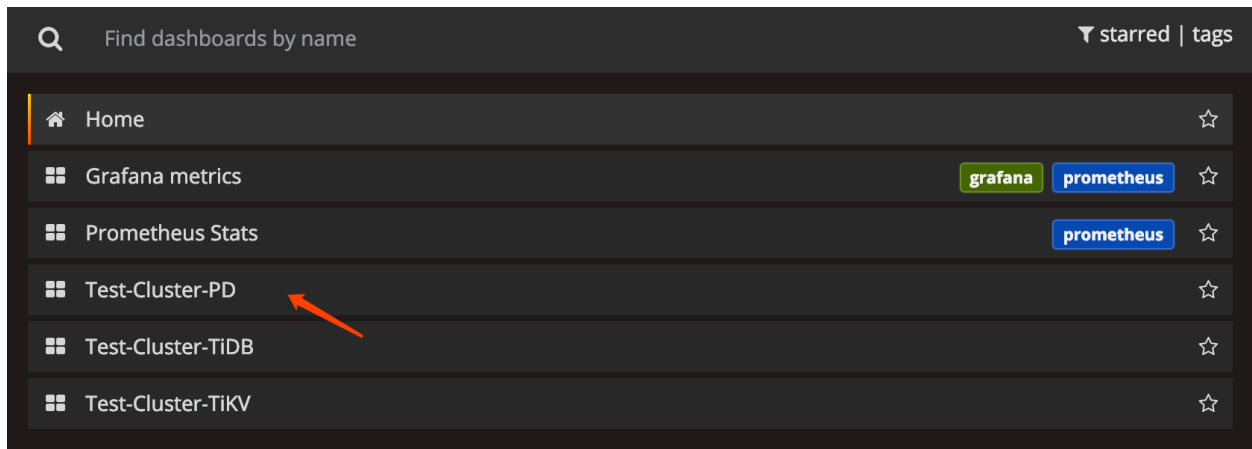 Find dashboards by name starred | tags
Home
Grafana metrics grafana prometheus
Prometheus Stats prometheus
Test-Cluster-PD
Test-Cluster-TiDB
Test-Cluster-TiKV